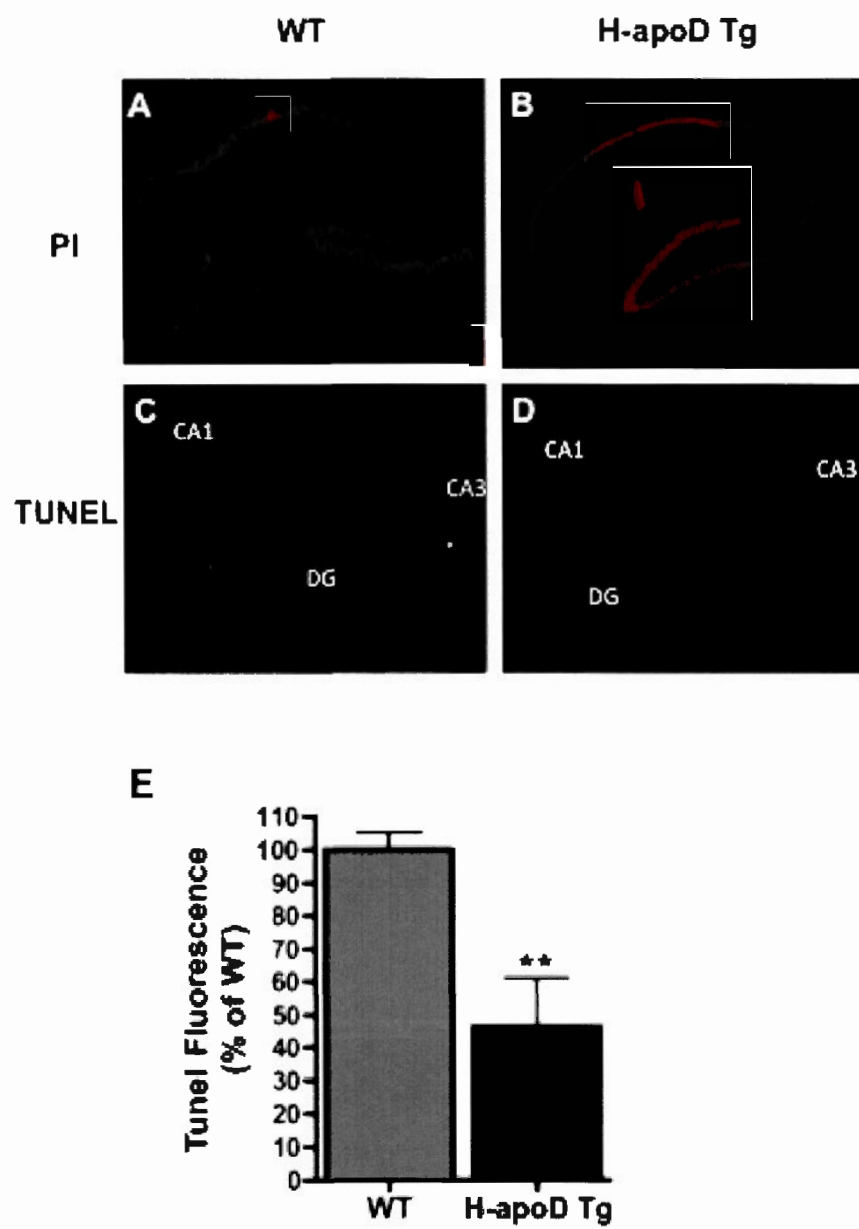 WT H-apoD Tg
A B
PI
C D
CA1 CA1
CA3 CA3
TUNEL
DG DG
E
Tunel Fluorescence
(% of WT)
110
100
90
80
70
60
50
40
30
20
10
0
**
WT H-apoD Tg